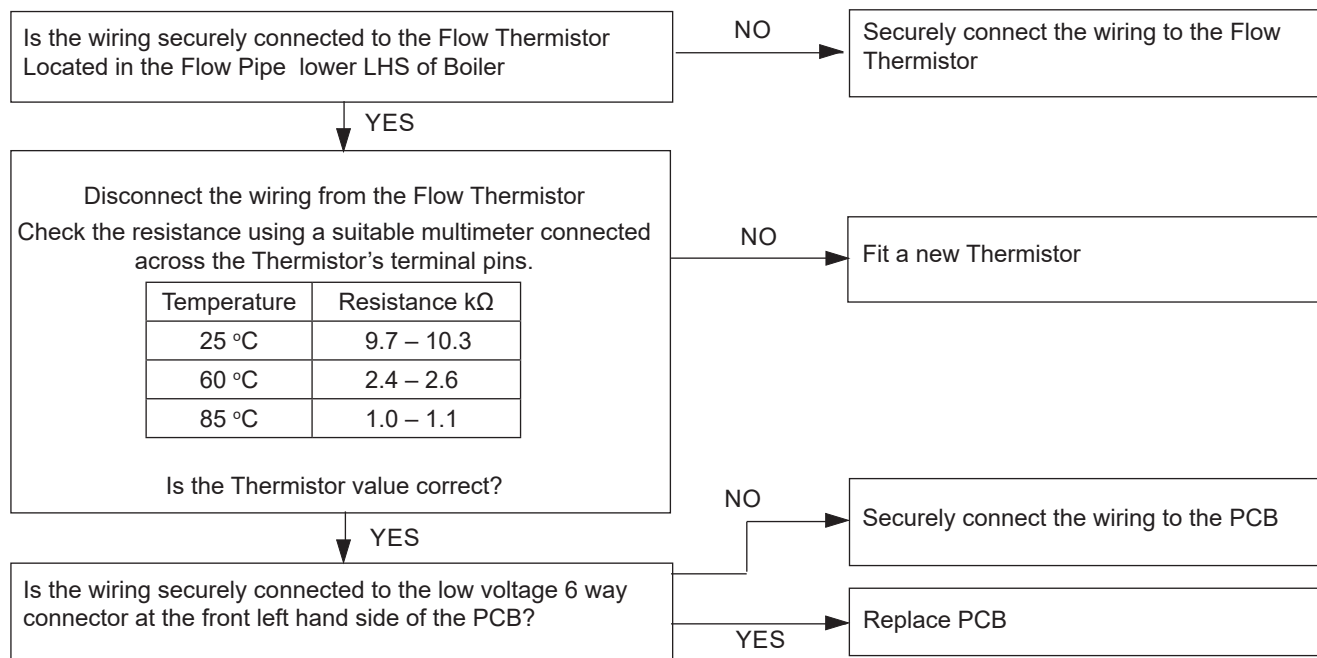 Is the wiring securely connected to the Flow Thermistor
Located in the Flow Pipe  lower LHS of Boiler
NO
Securely connect the wiring to the Flow
Thermistor
YES
Disconnect the wiring from the Flow Thermistor
Check the resistance using a suitable multimeter connected
across the Thermistor’s terminal pins.
Temperature Resistance kΩ
25 °C 9.7 – 10.3
60 °C 2.4 – 2.6
85 °C 1.0 – 1.1
Is the Thermistor value correct?
NO
Fit a new Thermistor
YES
Is the wiring securely connected to the low voltage 6 way
connector at the front left hand side of the PCB?
NO
Securely connect the wiring to the PCB
YES
Replace PCB